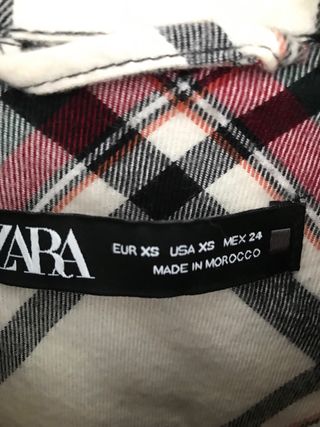 ZARA
EUR XS USA XS MEX 24
MADE IN MOROCCO